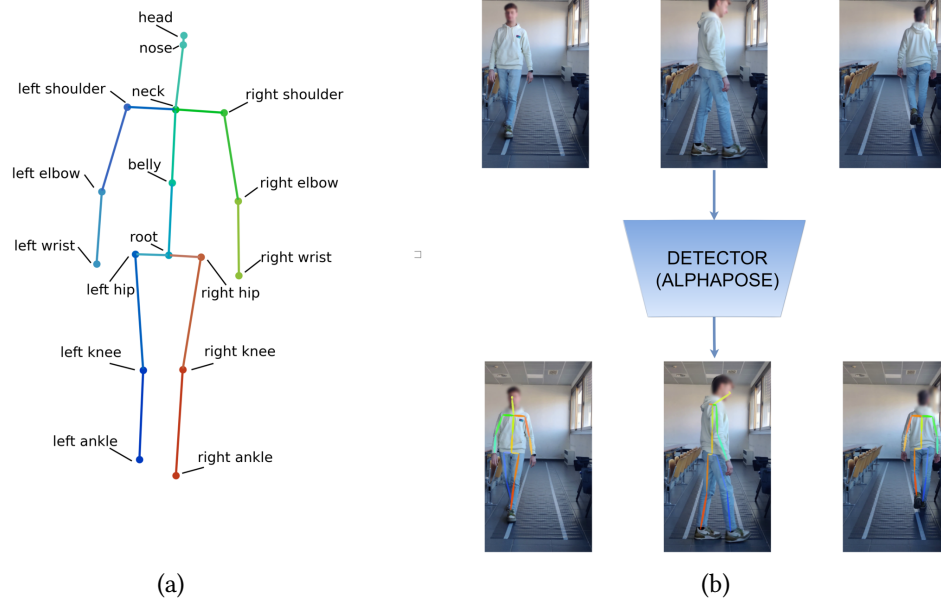 head
nose
neck
left shoulder
right shoulder
belly
left elbow
right elbow
root
left wrist
right wrist
left hip
right hip
left knee
right knee
left ankle
right ankle
(a)
DETECTOR
(ALPHAPOSE)
(b)